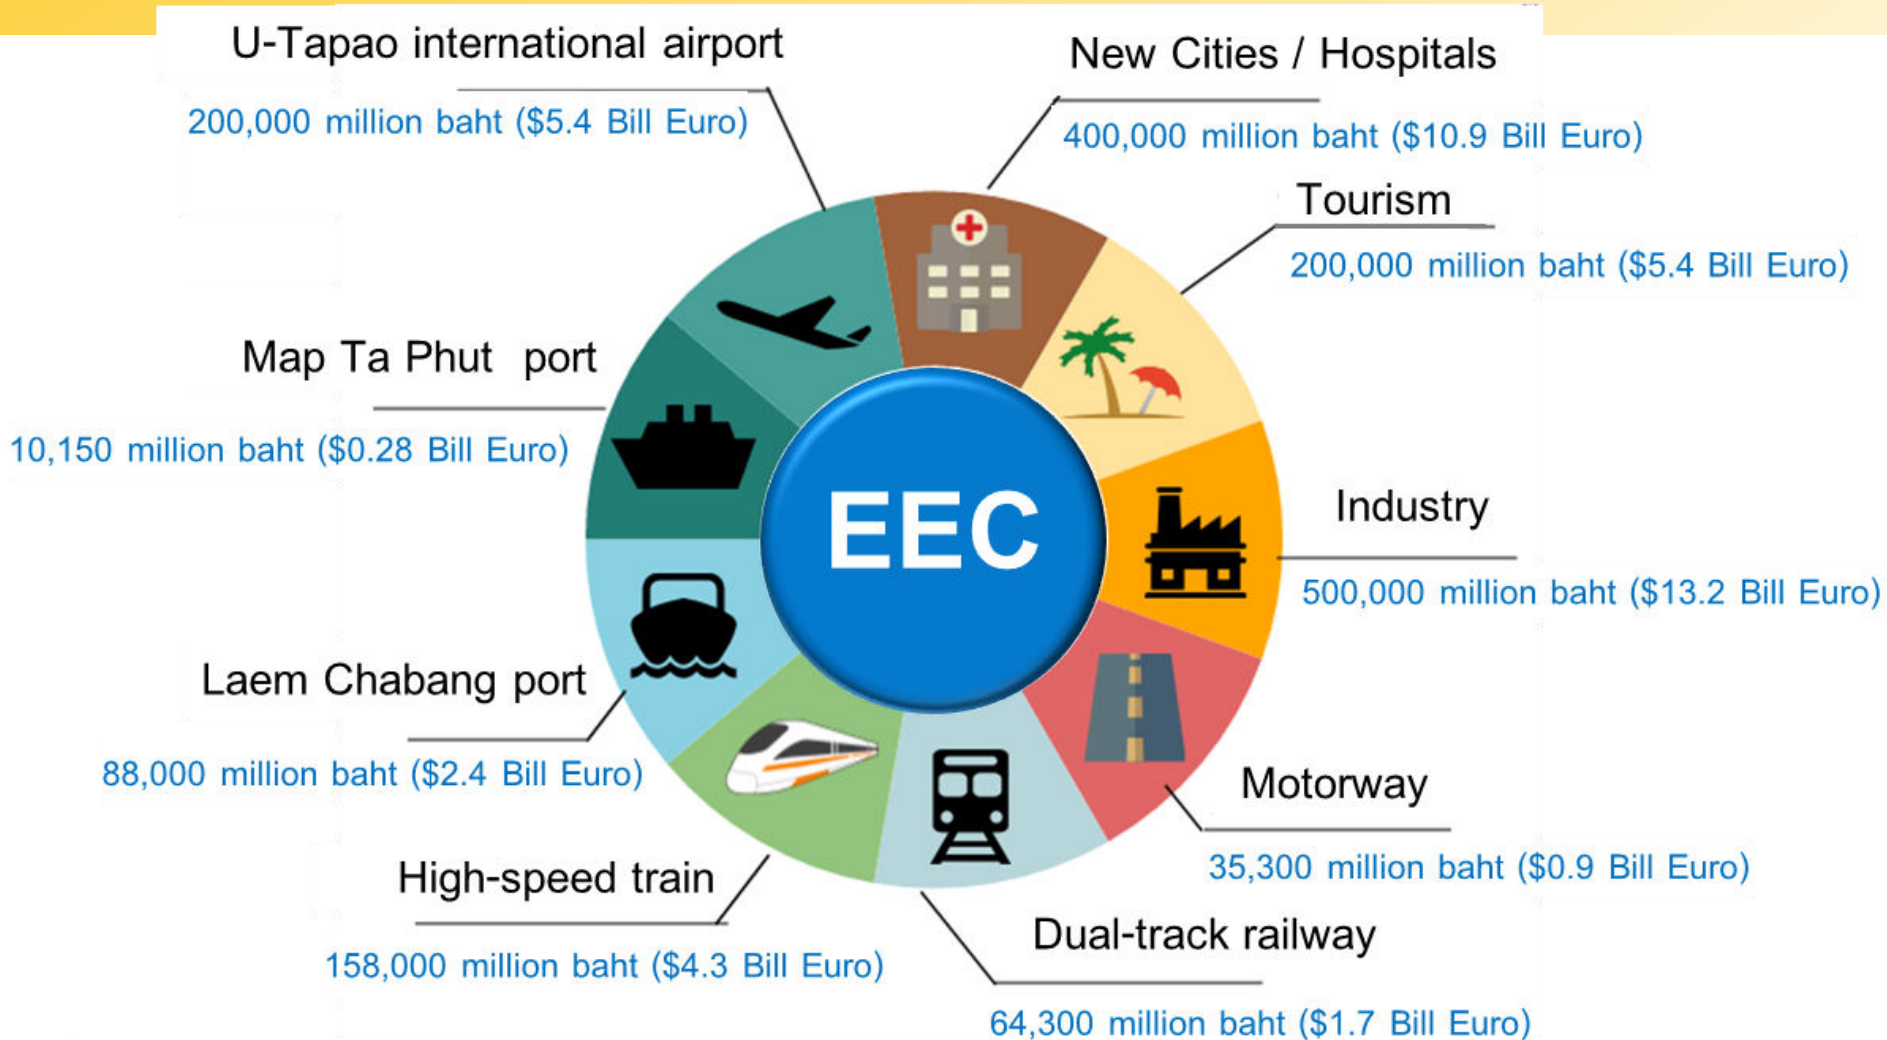 U-Tapao international airport
200,000 million baht ($5.4 Bill Euro)
New Cities / Hospitals
400,000 million baht ($10.9 Bill Euro)
Tourism
200,000 million baht ($5.4 Bill Euro)
Map Ta Phut port
10,150 million baht ($0.28 Bill Euro)
EEC
Industry
500,000 million baht ($13.2 Bill Euro)
Laem Chabang port
88,000 million baht ($2.4 Bill Euro)
Motorway
35,300 million baht ($0.9 Bill Euro)
High-speed train
158,000 million baht ($4.3 Bill Euro)
Dual-track railway
64,300 million baht ($1.7 Bill Euro)